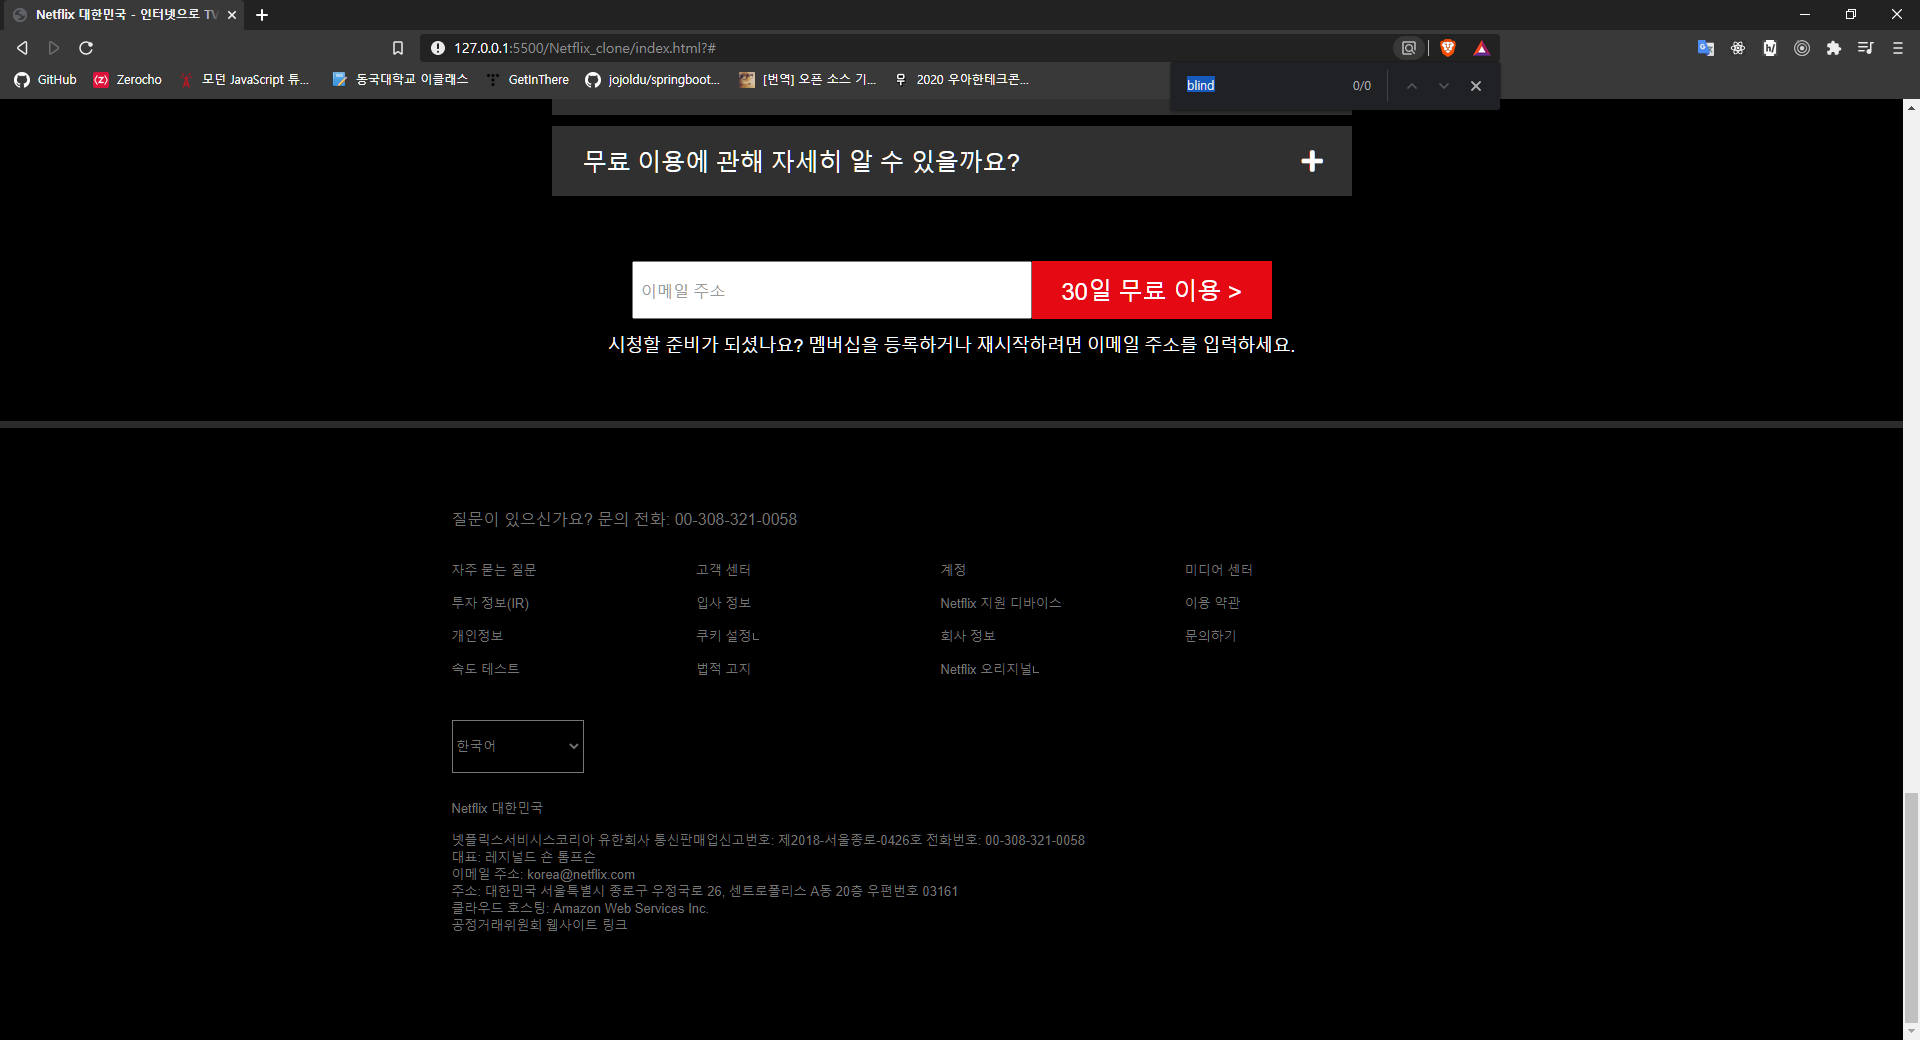 Netflix 대한민국 - 인터넷으로 TV
127.0.0.1:5500/Netflix_clone/index.html?#
GitHub
Zerocho
모던 JavaScript 튜...
동국대학교 이클래스
GetInThere
jojoldu/springboot...
[번역] 오픈 소스 기...
2020 우아한테크콘...
blind
0/0
무료 이용에 관해 자세히 알 수 있을까요?
이메일 주소
30일 무료 이용 >
시청할 준비가 되셨나요? 멤버십을 등록하거나 재시작하려면 이메일 주소를 입력하세요.
질문이 있으신가요? 문의 전화: 00-308-321-0058
자주 묻는 질문
고객 센터
계정
미디어 센터
투자 정보(IR)
입사 정보
Netflix 지원 디바이스
이용 약관
개인정보
쿠키 설정ㄴ
회사 정보
문의하기
속도 테스트
법적 고지
Netflix 오리지널ㄴ
한국어
Netflix 대한민국
넷플릭스서비시스코리아 유한회사 통신판매업신고번호: 제2018-서울종로-0426호 전화번호: 00-308-321-0058
대표: 레지널드 숀 톰프슨
이메일 주소: korea@netflix.com
주소: 대한민국 서울특별시 종로구 우정국로 26, 센트로폴리스 A동 20층 우편번호 03161
클라우드 호스팅: Amazon Web Services Inc.
공정거래위원회 웹사이트 링크